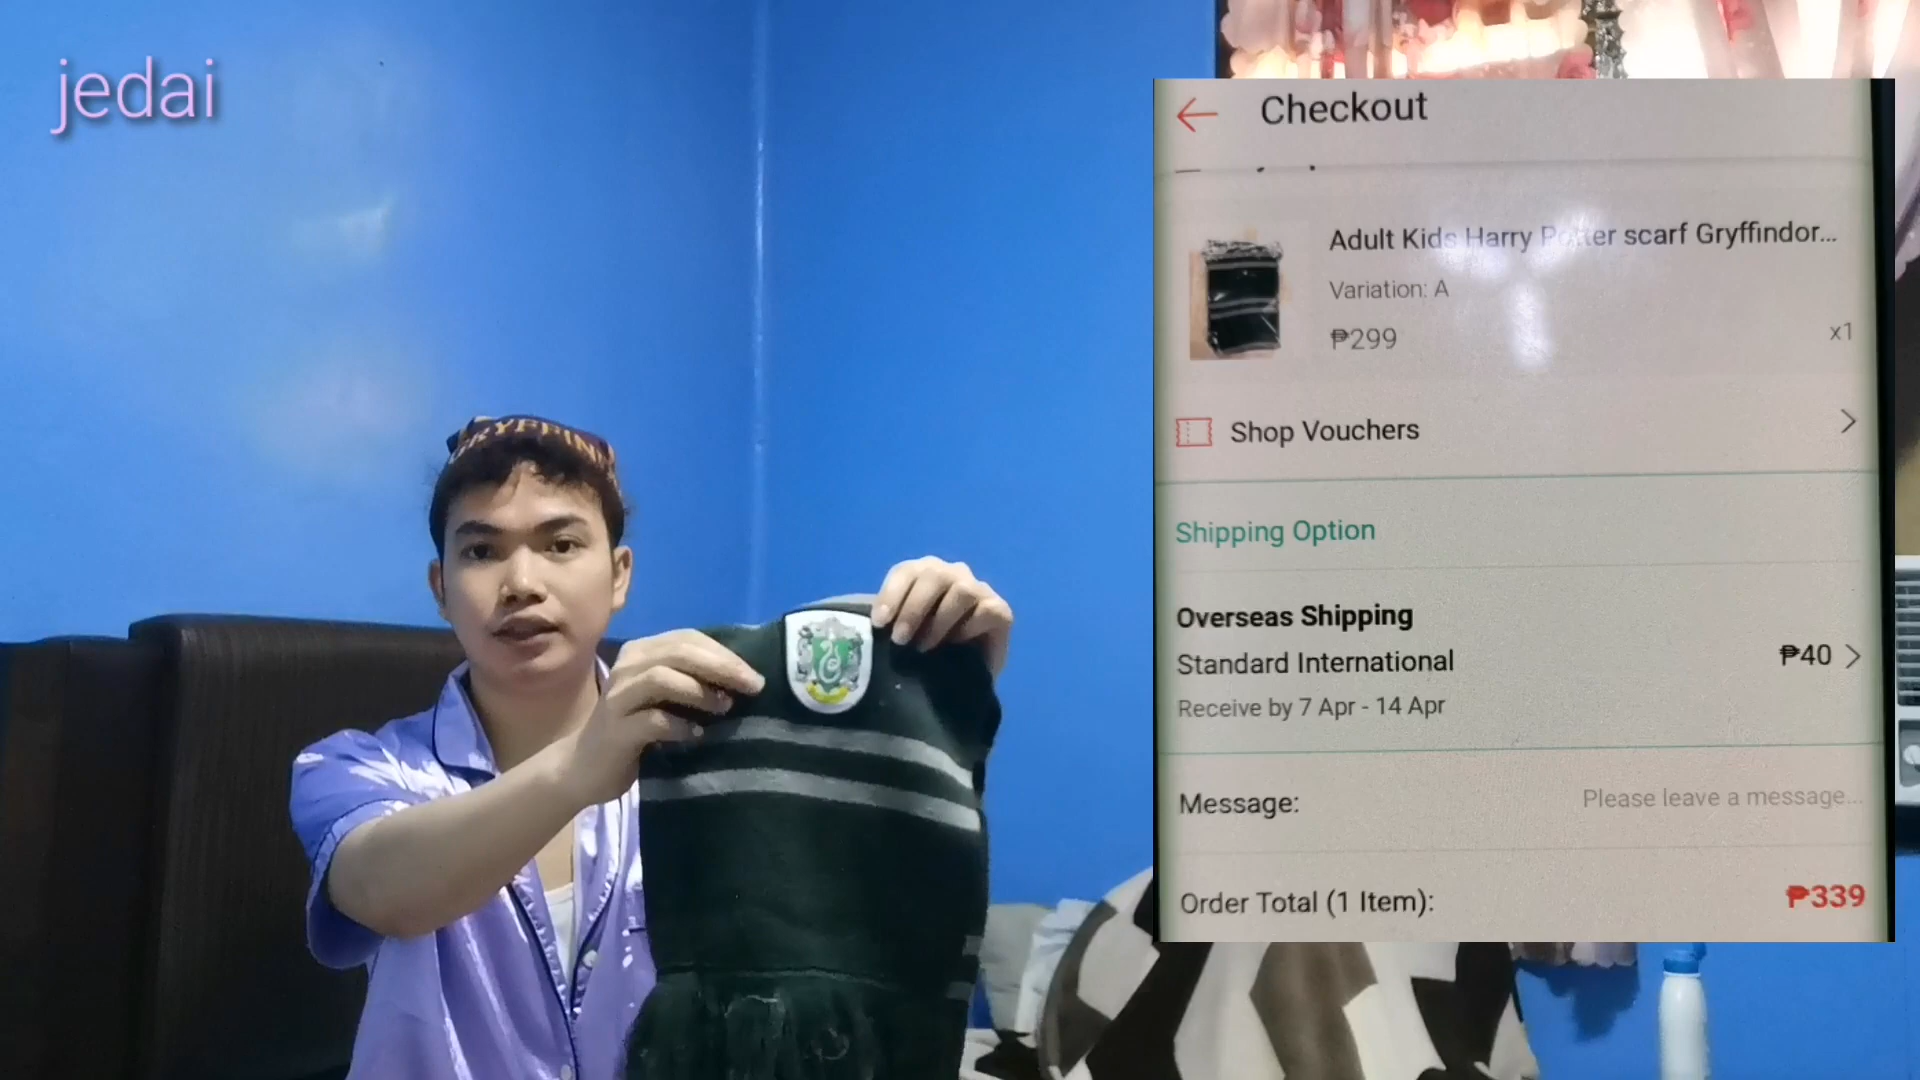 jedai
Checkout
Adult Kids Harry Potter scarf Gryffindor...
Variation: A
₱299
x1
Shop Vouchers
Shipping Option
Overseas Shipping
Standard International
₱40
Receive by 7 Apr - 14 Apr
Message:
Please leave a message...
Order Total (1 Item):
₱339